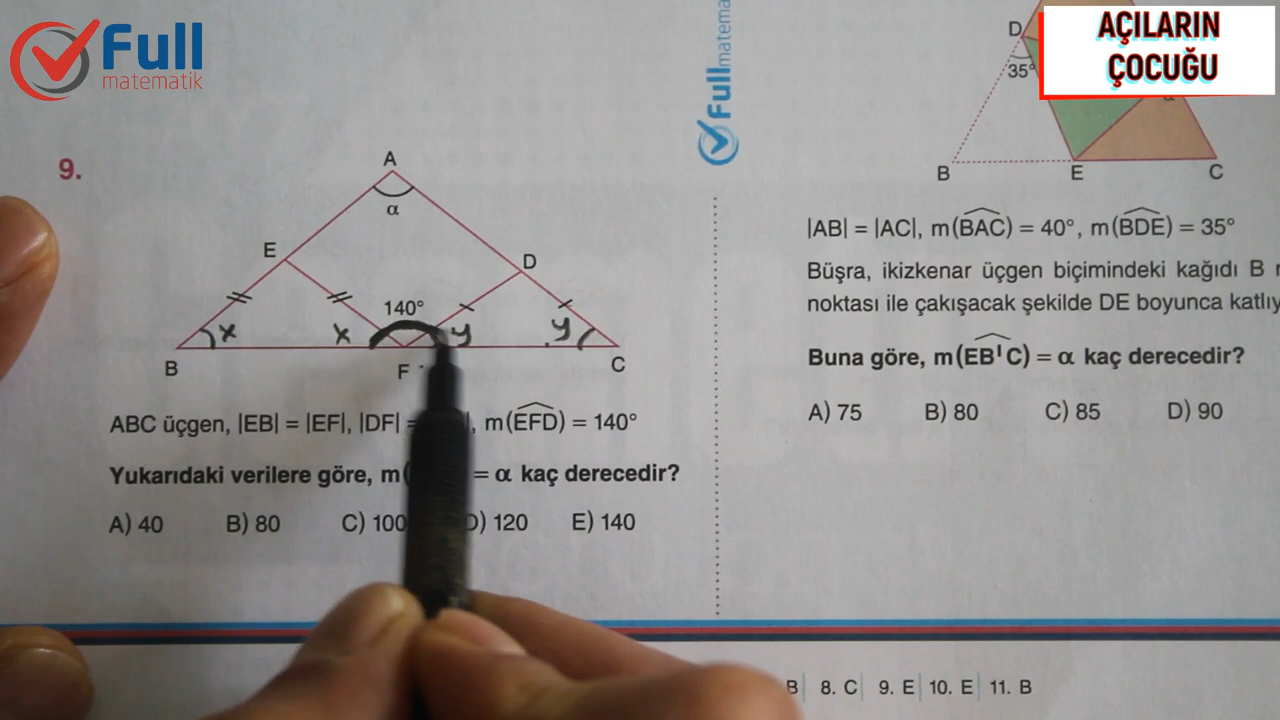 Full
matematik
AÇILARIN
ÇOCUĞU
Full matema
9.
A
α
E
D
140°
x
x
y
y
B
F
C
ABC üçgen, |EB| = |EF|, |DF| = m(EFD) = 140°
Yukarıdaki verilere göre, m( = α kaç derecedir?
A) 40 B) 80 C) 100 D) 120 E) 140
D
35°
α
B
E
C
|AB| = |AC|, m(BAC) = 40°, m(BDE) = 35°
Büşra, ikizkenar üçgen biçimindeki kağıdı B
noktası ile çakışacak şekilde DE boyunca katlıy
Buna göre, m(EB'C) = α kaç derecedir?
A) 75 B) 80 C) 85 D) 90
B 8. C 9. E 10. E 11. B